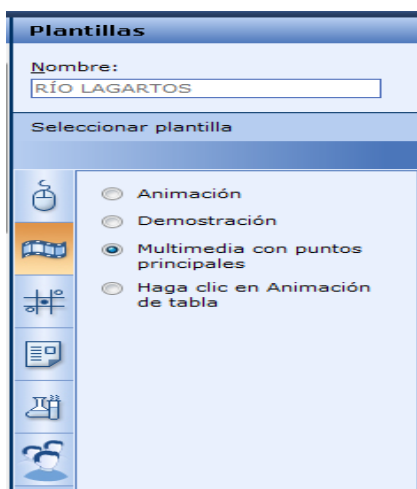 Plantillas
Nombre:
RÍO LAGARTOS
Seleccionar plantilla
Animación
Demostración
Multimedia con puntos
principales
Haga clic en Animación
de tabla